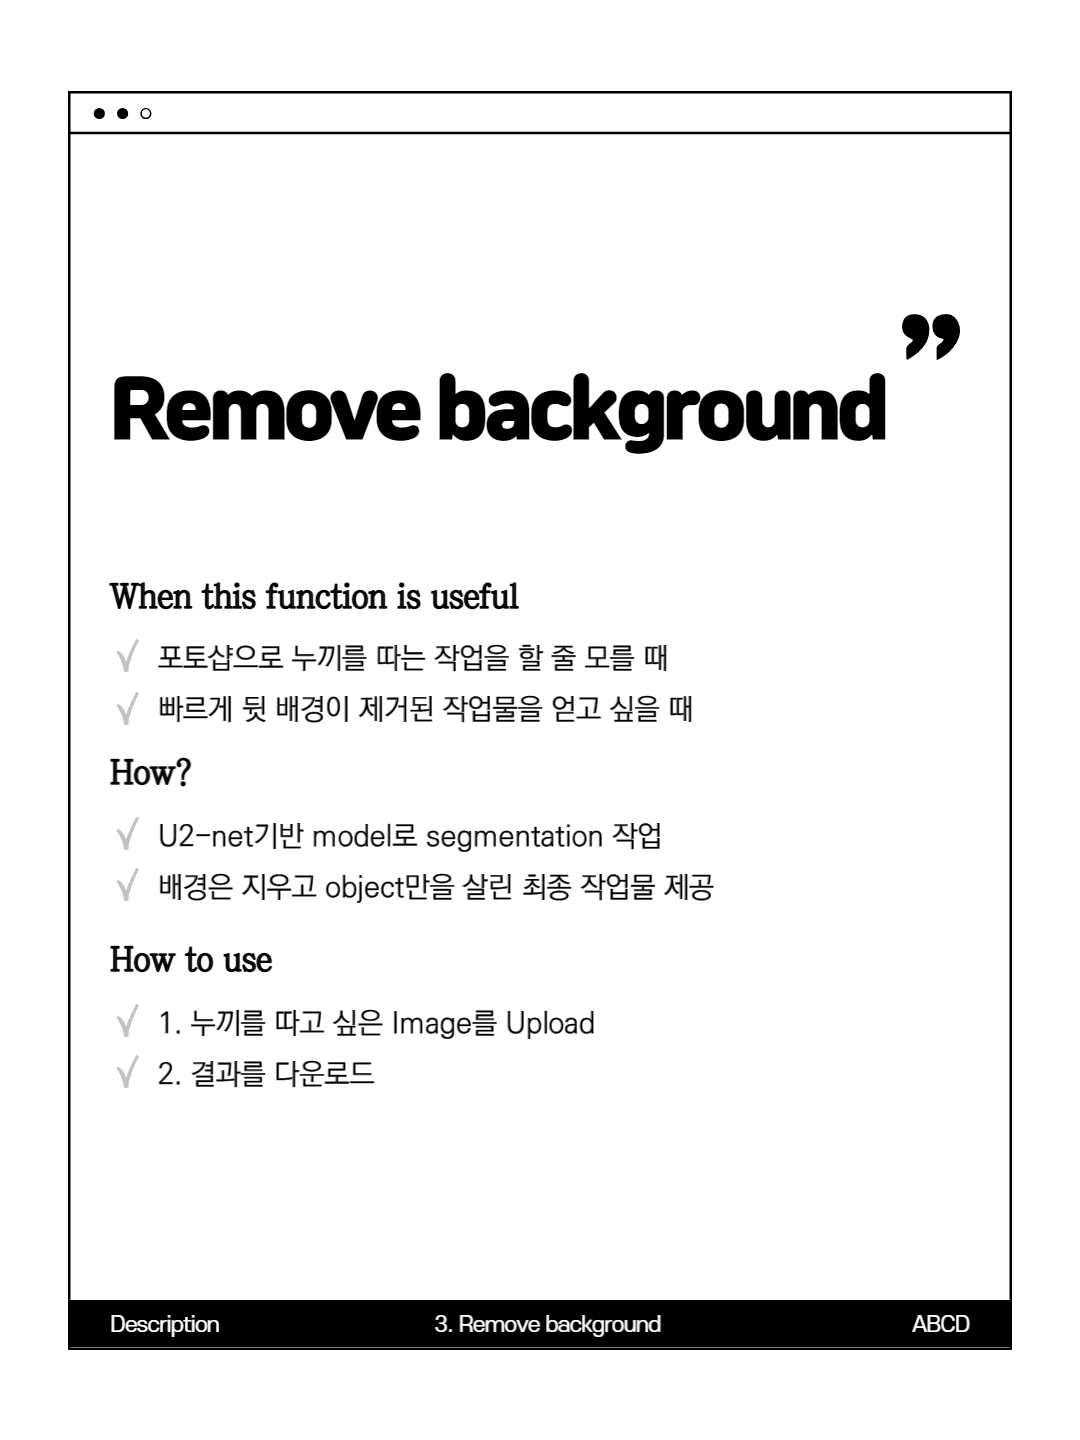 ”
Remove background
When this function is useful
√ 포토샵으로 누끼를 따는 작업을 할 줄 모를 때
√ 빠르게 뒷 배경이 제거된 작업물을 얻고 싶을 때
How?
√ U2-net기반 model로 segmentation 작업
√ 배경은 지우고 object만을 살린 최종 작업물 제공
How to use
√ 1. 누끼를 따고 싶은 Image를 Upload
√ 2. 결과를 다운로드
Description 3. Remove background ABCD